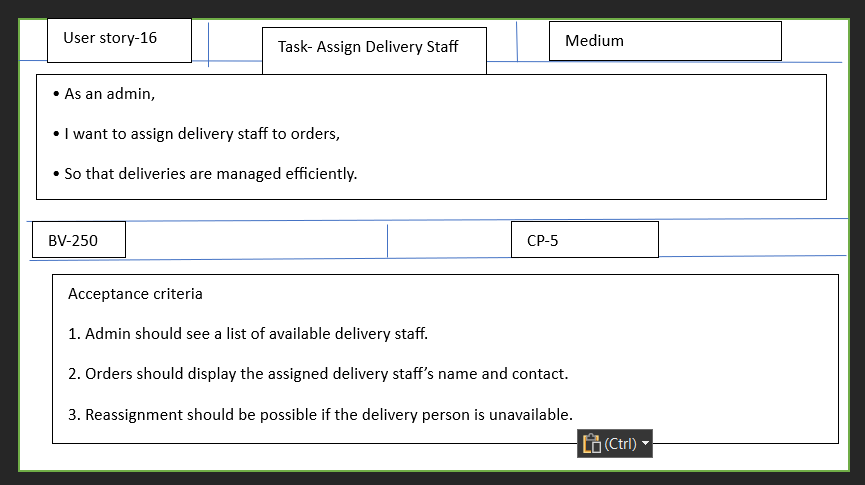 User story-16
Task- Assign Delivery Staff
Medium
• As an admin,
• I want to assign delivery staff to orders,
• So that deliveries are managed efficiently.
BV-250
CP-5
Acceptance criteria
1. Admin should see a list of available delivery staff.
2. Orders should display the assigned delivery staff’s name and contact.
3. Reassignment should be possible if the delivery person is unavailable.
(Ctrl)